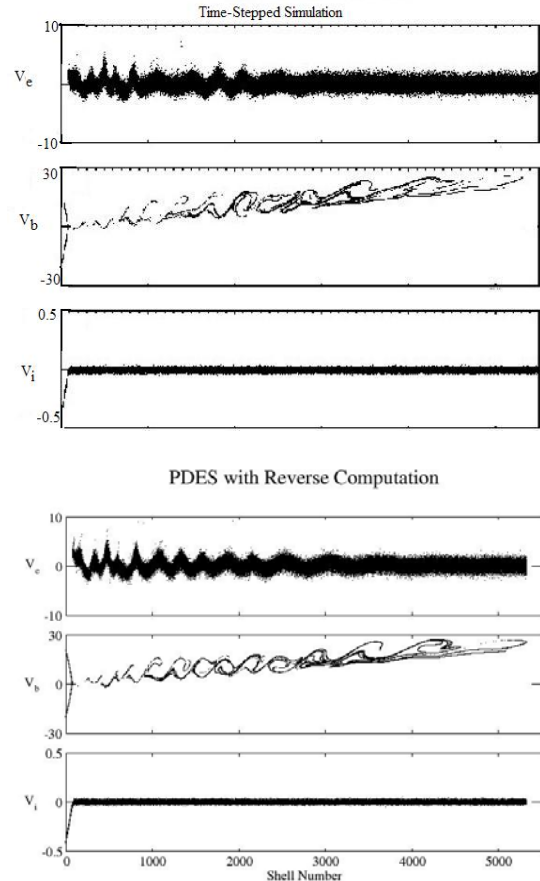 Time-Stepped Simulation
10
Ve
-10
30
Vb
-30
0.5
Vi
-0.5
PDES with Reverse Computation
10
Ve
0
-10
30
Vb
0
-30
0.5
Vi
0
-0.5
0 1000 2000 3000 4000 5000
Shell Number